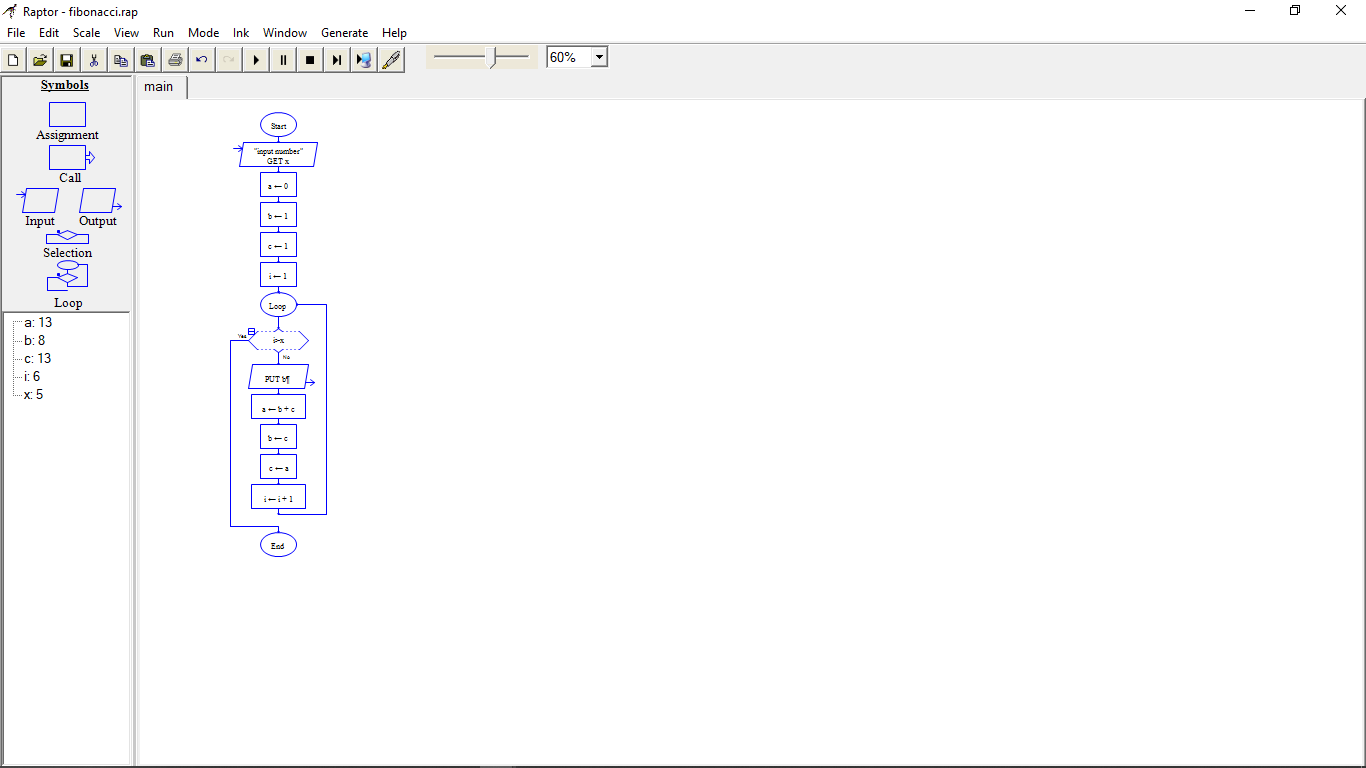 Raptor - fibonacci.rap
File Edit Scale View Run Mode Ink Window Generate Help
60%
Symbols
Assignment
Call
Input Output
Selection
Loop
a: 13
b: 8
c: 13
i: 6
x: 5
main
Start
"input number"
GET x
a ← 0
b ← 1
c ← 1
i ← 1
Loop
Yes
i>x
No
PUT b¶
a ← b + c
b ← c
c ← a
i ← i + 1
End